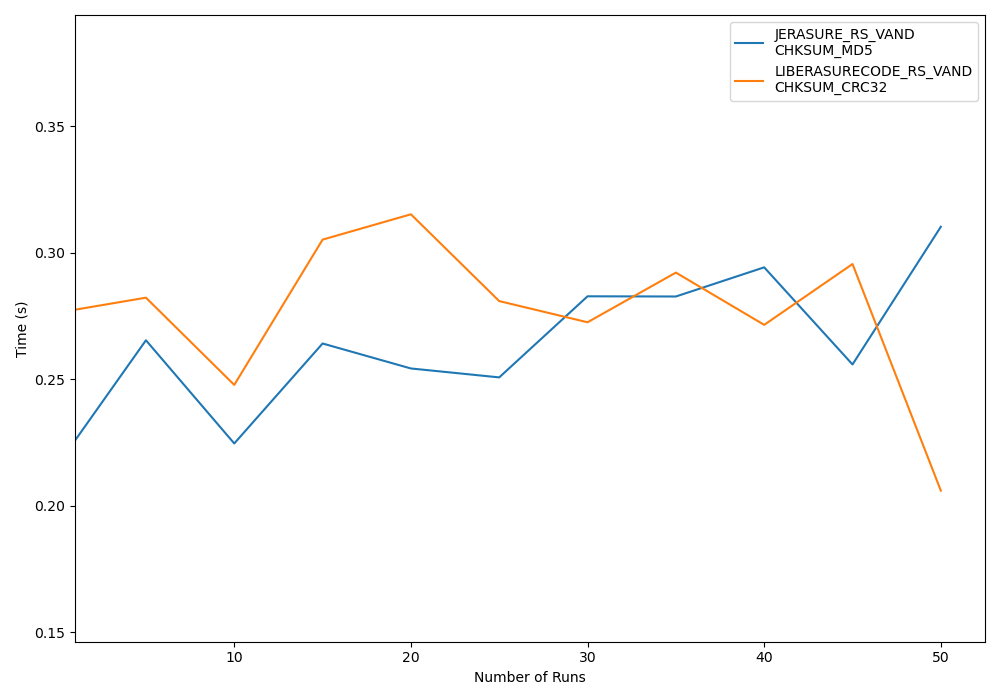 JERASURE_RS_VAND
CHKSUM_MD5
LIBERASURECODE_RS_VAND
CHKSUM_CRC32
0.35
0.30
0.25
0.20
0.15
Time (s)
10 20 30 40 50
Number of Runs